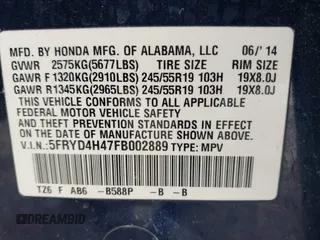 MFD. BY HONDA MFG. OF ALABAMA, LLC 06/'14
GVWR 2575KG(5677LBS) TIRE SIZE RIM SIZE
GAWR F1320KG(2910LBS) 245/55R19 103H 19X8.0J
GAWR R1345KG(2965LBS) 245/55R19 103H 19X8.0J
THIS VEHICLE CONFORMS TO ALL APPLICABLE
FEDERAL MOTOR VEHICLE SAFETY
AND THEFT PREVENTION STANDARDS IN EFFECT ON
THE DATE OF MANUFACTURE SHOWN ABOVE.
V.I.N.:5FRYD4H47FB002889 TYPE:MPV
TZ6 F AB6 -B588P -B -B